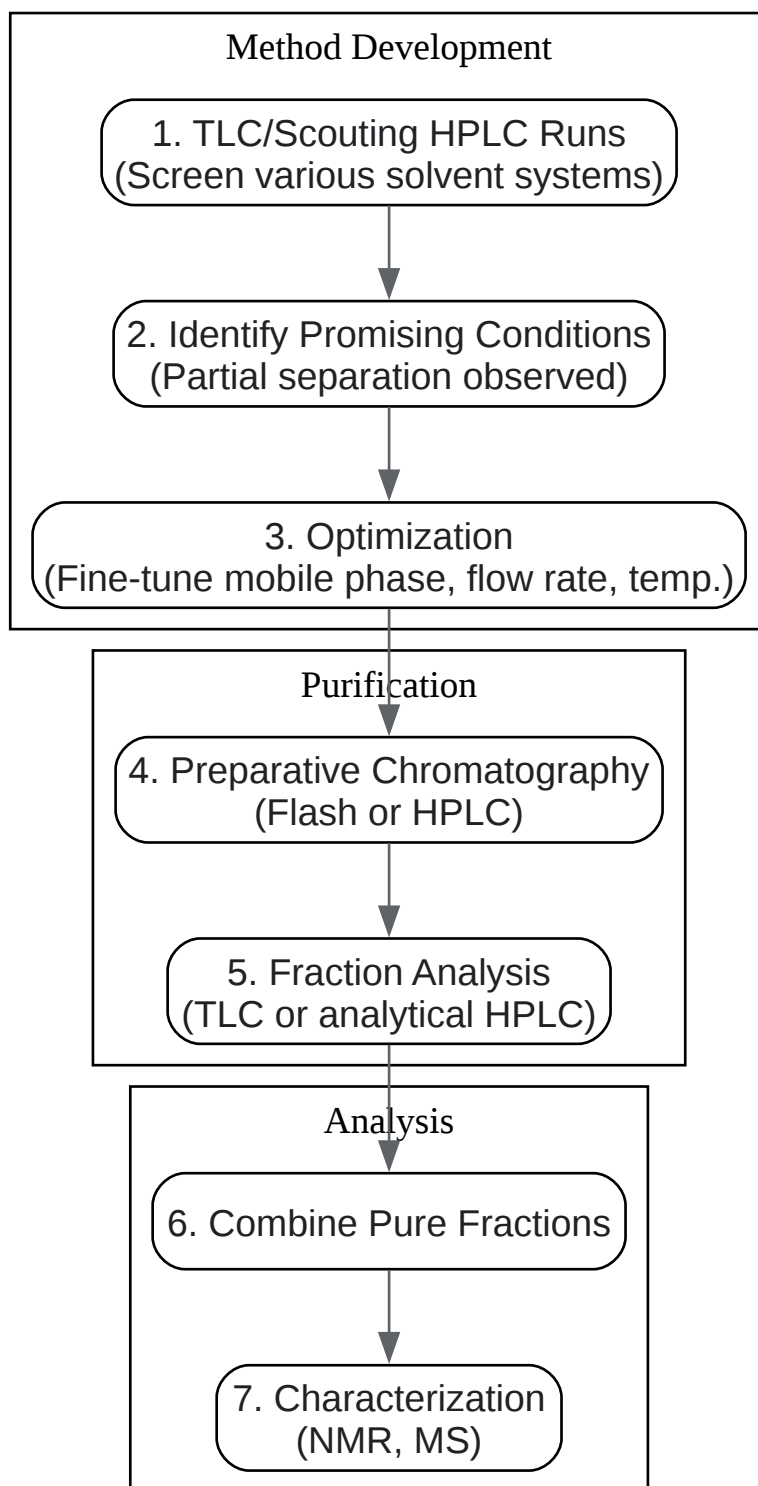 Method Development
1. TLC/Scouting HPLC Runs
(Screen various solvent systems)
2. Identify Promising Conditions
(Partial separation observed)
3. Optimization
(Fine-tune mobile phase, flow rate, temp.)
Purification
4. Preparative Chromatography
(Flash or HPLC)
5. Fraction Analysis
(TLC or analytical HPLC)
Analysis
6. Combine Pure Fractions
7. Characterization
(NMR, MS)